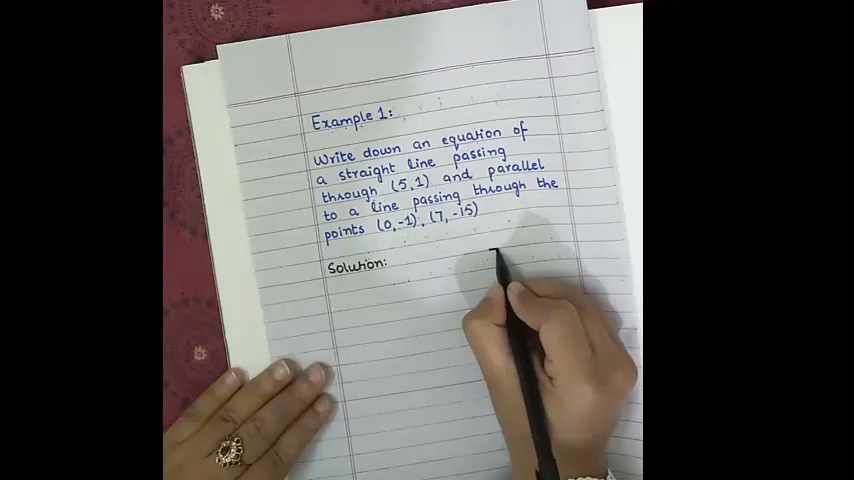 Example 1:
Write down an equation of
a straight line passing
through (5,1) and parallel
to a line passing through the
points (0,-1), (7,-15)
Solution: